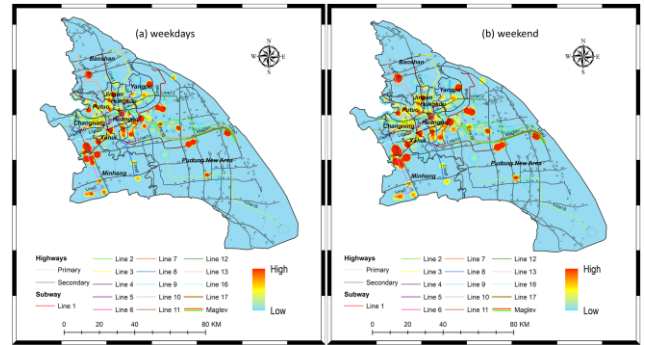 (a) weekdays
N
W E
S
Baoshan
Yangpu
Jingan
Hongkou
Putuo
Changning
Huangpu
Xuhui
Pudong New Area
Minhang
Highways
Primary
Secondary
Subway
Line 1
Line 2
Line 3
Line 4
Line 5
Line 6
Line 7
Line 8
Line 9
Line 10
Line 11
Line 12
Line 13
Line 16
Line 17
Maglev
High
Low
0 20 40 80 KM
(b) weekend
N
W E
S
Baoshan
Yangpu
Jingan
Hongkou
Putuo
Changning
Huangpu
Xuhui
Pudong New Area
Minhang
Highways
Primary
Secondary
Subway
Line 1
Line 2
Line 3
Line 4
Line 5
Line 6
Line 7
Line 8
Line 9
Line 10
Line 11
Line 12
Line 13
Line 16
Line 17
Maglev
High
Low
0 20 40 80 KM